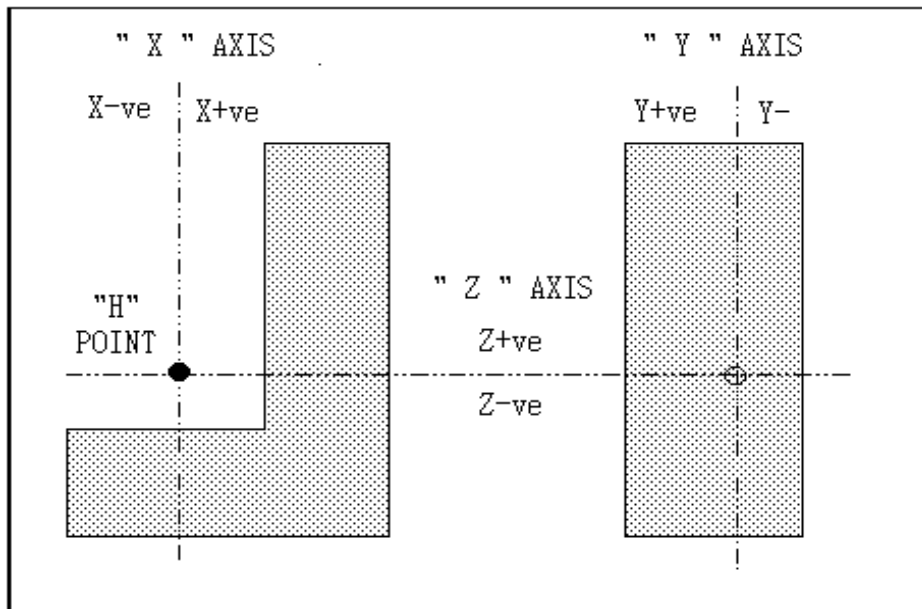 " X " AXIS
" Y " AXIS
X-ve
X+ve
Y+ve
Y-
"H"
POINT
" Z " AXIS
Z+ve
Z-ve